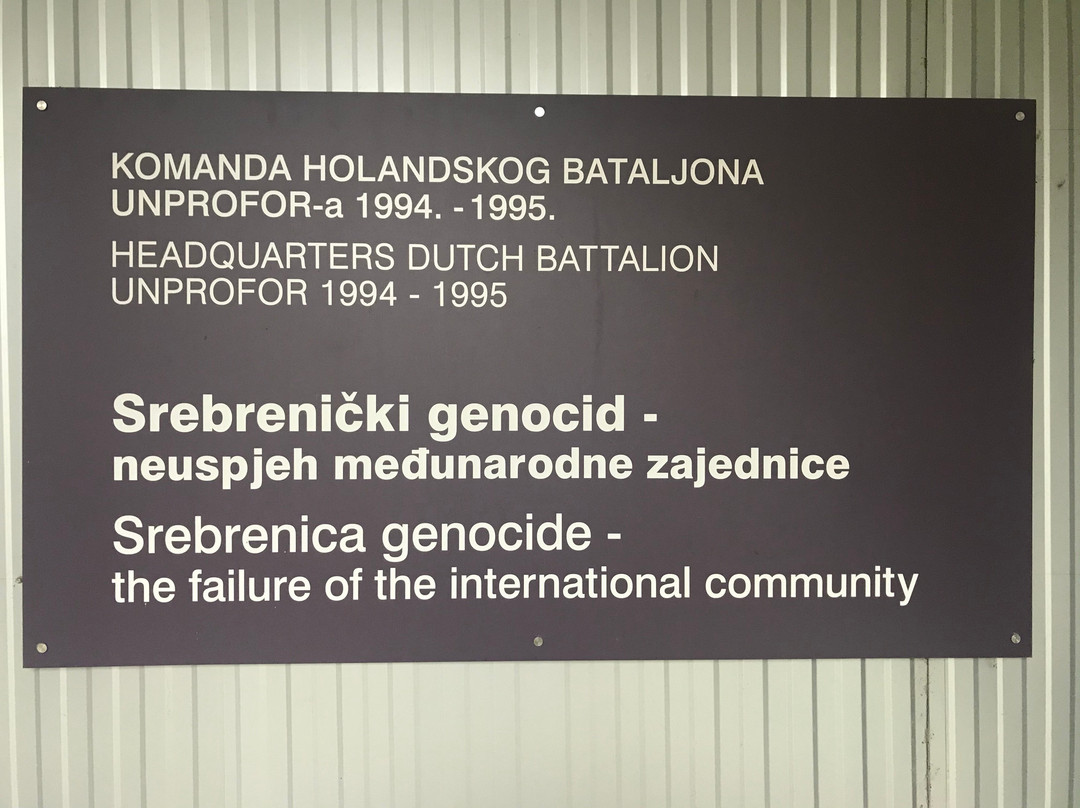 KOMANDA HOLANDSKOG BATALJONA
UNPROFOR-a 1994. - 1995.
HEADQUARTERS DUTCH BATTALION
UNPROFOR 1994 - 1995
Srebrenički genocid -
neuspjeh međunarodne zajednice
Srebrenica genocide -
the failure of the international community